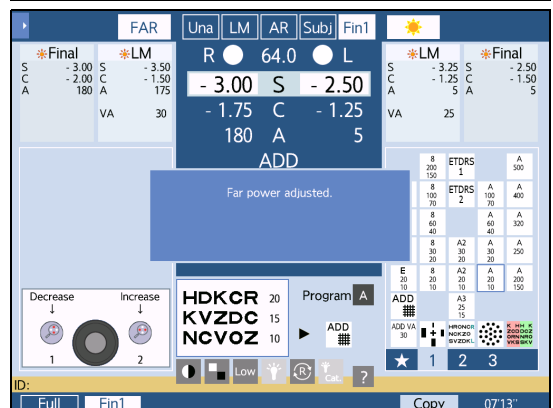 FAR Una LM AR Subj Fin1
Final LM R 64.0 L LM Final
S - 3.00 S - 3.50 - 3.00 S - 2.50 S - 3.25 S - 2.50
C - 2.00 C - 1.50 - 1.75 C - 1.25 C - 1.25 C - 1.50
A 180 A 175 180 A 5 A 5 A 5
VA 30 VA 25
ADD
Far power adjusted.
8 200 150 ETDRS 1 A 500
8 100 70 ETDRS 2 A 100 70 A 400
8 60 40 A 60 40 A 320
8 30 20 A2 30 20 A 30 20 A 250
E 20 10 8 20 10 A2 20 10 A 20 10 A 200 150
ADD A3 25 15
Decrease Increase
↓ ↓
1 2
HDKCR 20
KVZDC 15
NCVOZ 10
Program A
▶ ADD
ADD VA 30 HRONCR NCKZO SVZDKL
★ 1 2 3
Low R Cat. ?
ID:
Full Fin1 Copy 07'13"